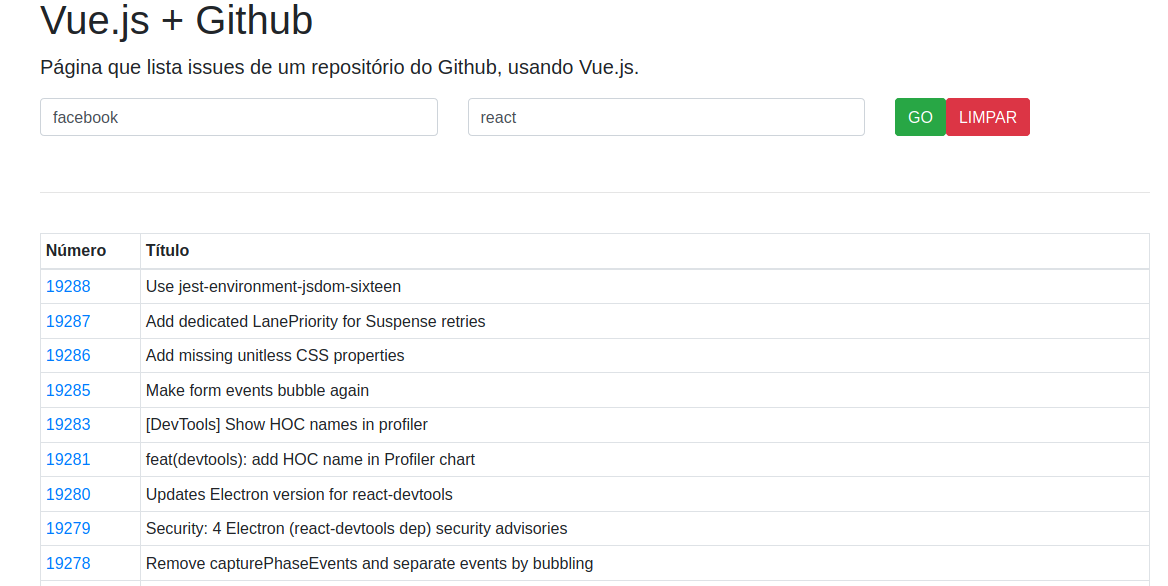 Vue.js + Github
Página que lista issues de um repositório do Github, usando Vue.js.
facebook react GO LIMPAR
Número Título
19288 Use jest-environment-jsdom-sixteen
19287 Add dedicated LanePriority for Suspense retries
19286 Add missing unitless CSS properties
19285 Make form events bubble again
19283 [DevTools] Show HOC names in profiler
19281 feat(devtools): add HOC name in Profiler chart
19280 Updates Electron version for react-devtools
19279 Security: 4 Electron (react-devtools dep) security advisories
19278 Remove capturePhaseEvents and separate events by bubbling